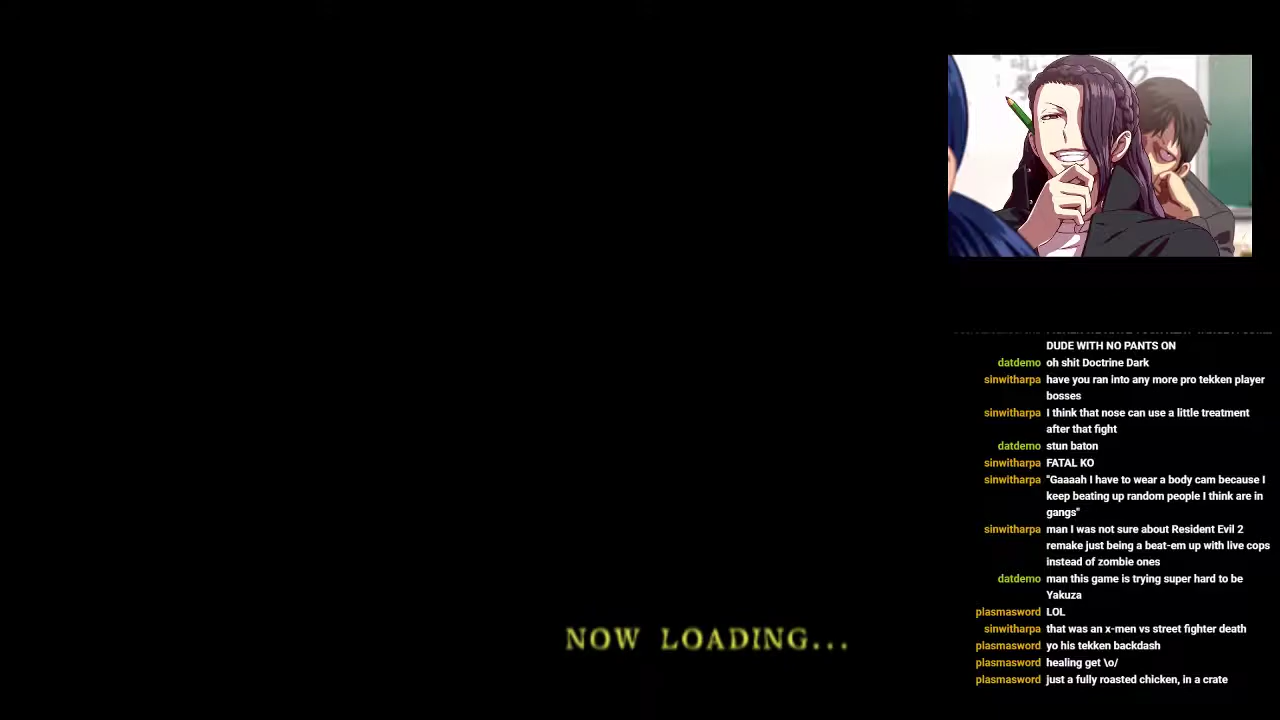 DUDE WITH NO PANTS ON
datdemo oh shit Doctrine Dark
sinwitharpa have you ran into any more pro tekken player
bosses
sinwitharpa I think that nose can use a little treatment
after that fight
datdemo stun baton
sinwitharpa FATAL KO
sinwitharpa "Gaaaah I have to wear a body cam because I
keep beating up random people I think are in
gangs"
sinwitharpa man I was not sure about Resident Evil 2
remake just being a beat-em up with live cops
instead of zombie ones
datdemo man this game is trying super hard to be
Yakuza
plasmasword LOL
sinwitharpa that was an x-men vs street fighter death
plasmasword yo his tekken backdash
plasmasword healing get \o/
plasmasword just a fully roasted chicken, in a crate
NOW LOADING...